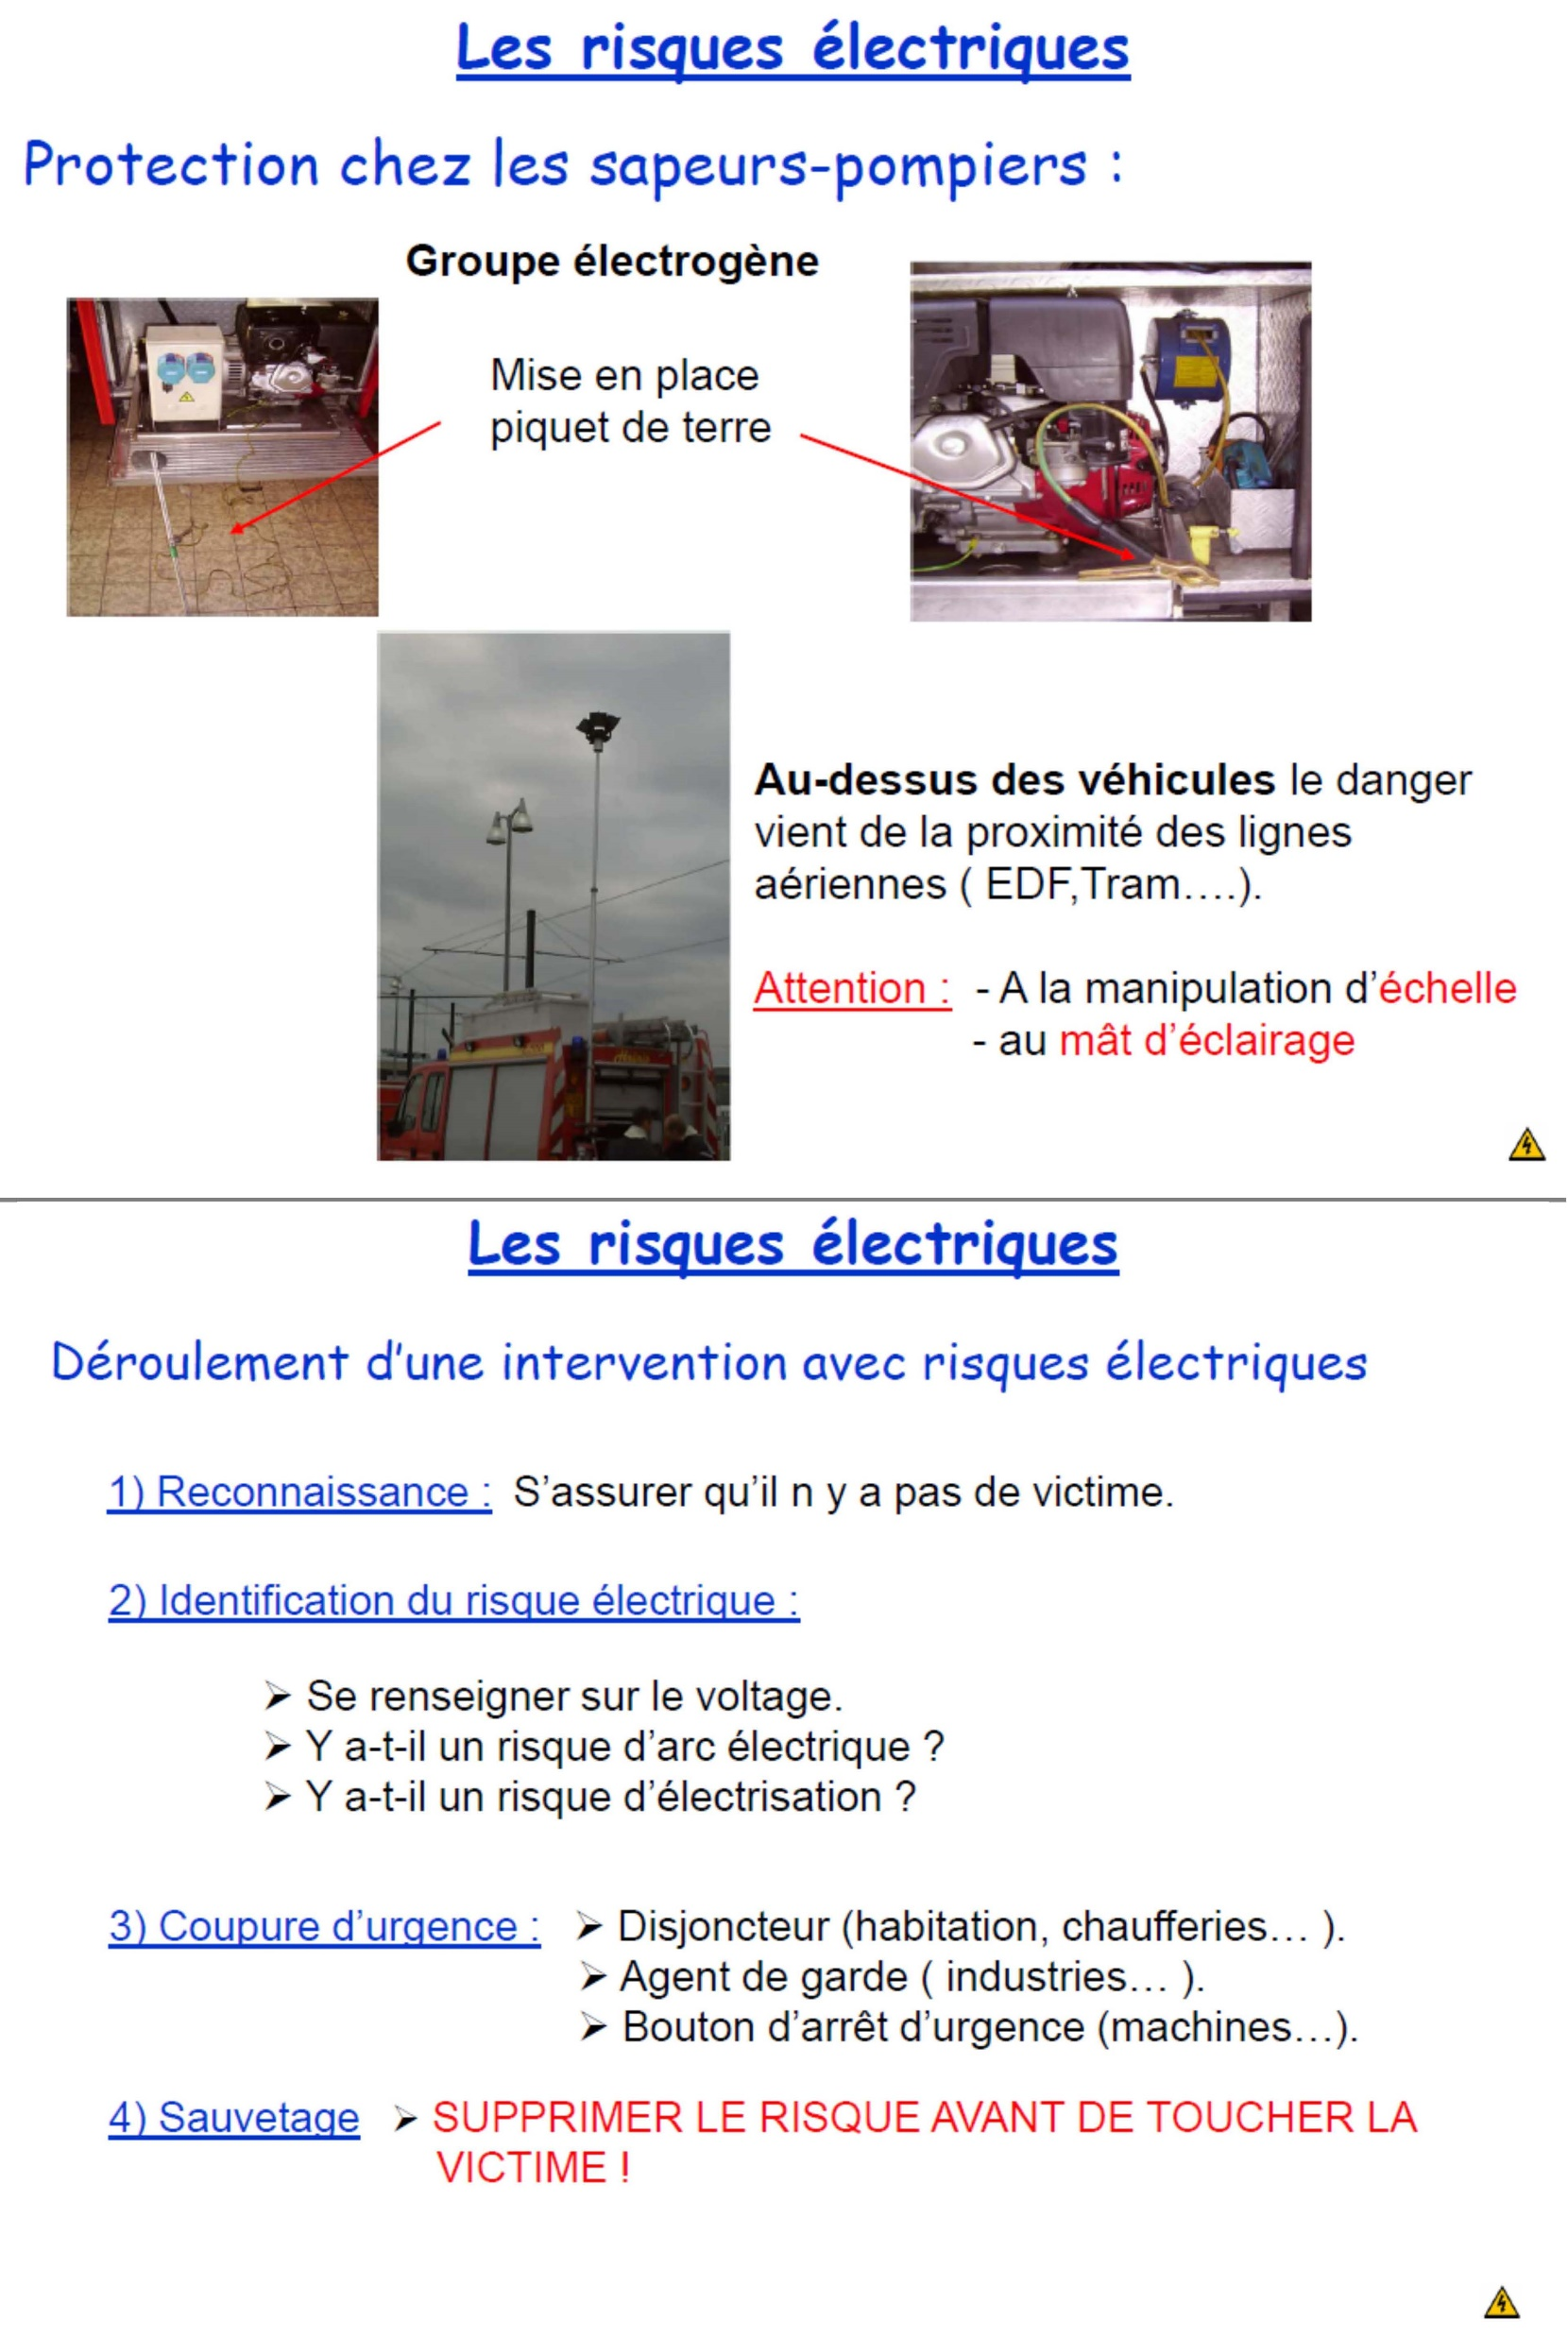 Les risques électriques
Protection chez les sapeurs-pompiers :
Groupe électrogène
Mise en place
piquet de terre
Au-dessus des véhicules le danger
vient de la proximité des lignes
aériennes ( EDF,Tram….).
Attention : - A la manipulation d’échelle
- au mât d’éclairage
Les risques électriques
Déroulement d’une intervention avec risques électriques
1) Reconnaissance : S’assurer qu’il n y a pas de victime.
2) Identification du risque électrique :
➢ Se renseigner sur le voltage.
➢ Y a-t-il un risque d’arc électrique ?
➢ Y a-t-il un risque d’électrisation ?
3) Coupure d’urgence : ➢ Disjoncteur (habitation, chaufferies… ).
➢ Agent de garde ( industries… ).
➢ Bouton d’arrêt d’urgence (machines…).
4) Sauvetage ➢ SUPPRIMER LE RISQUE AVANT DE TOUCHER LA
VICTIME !